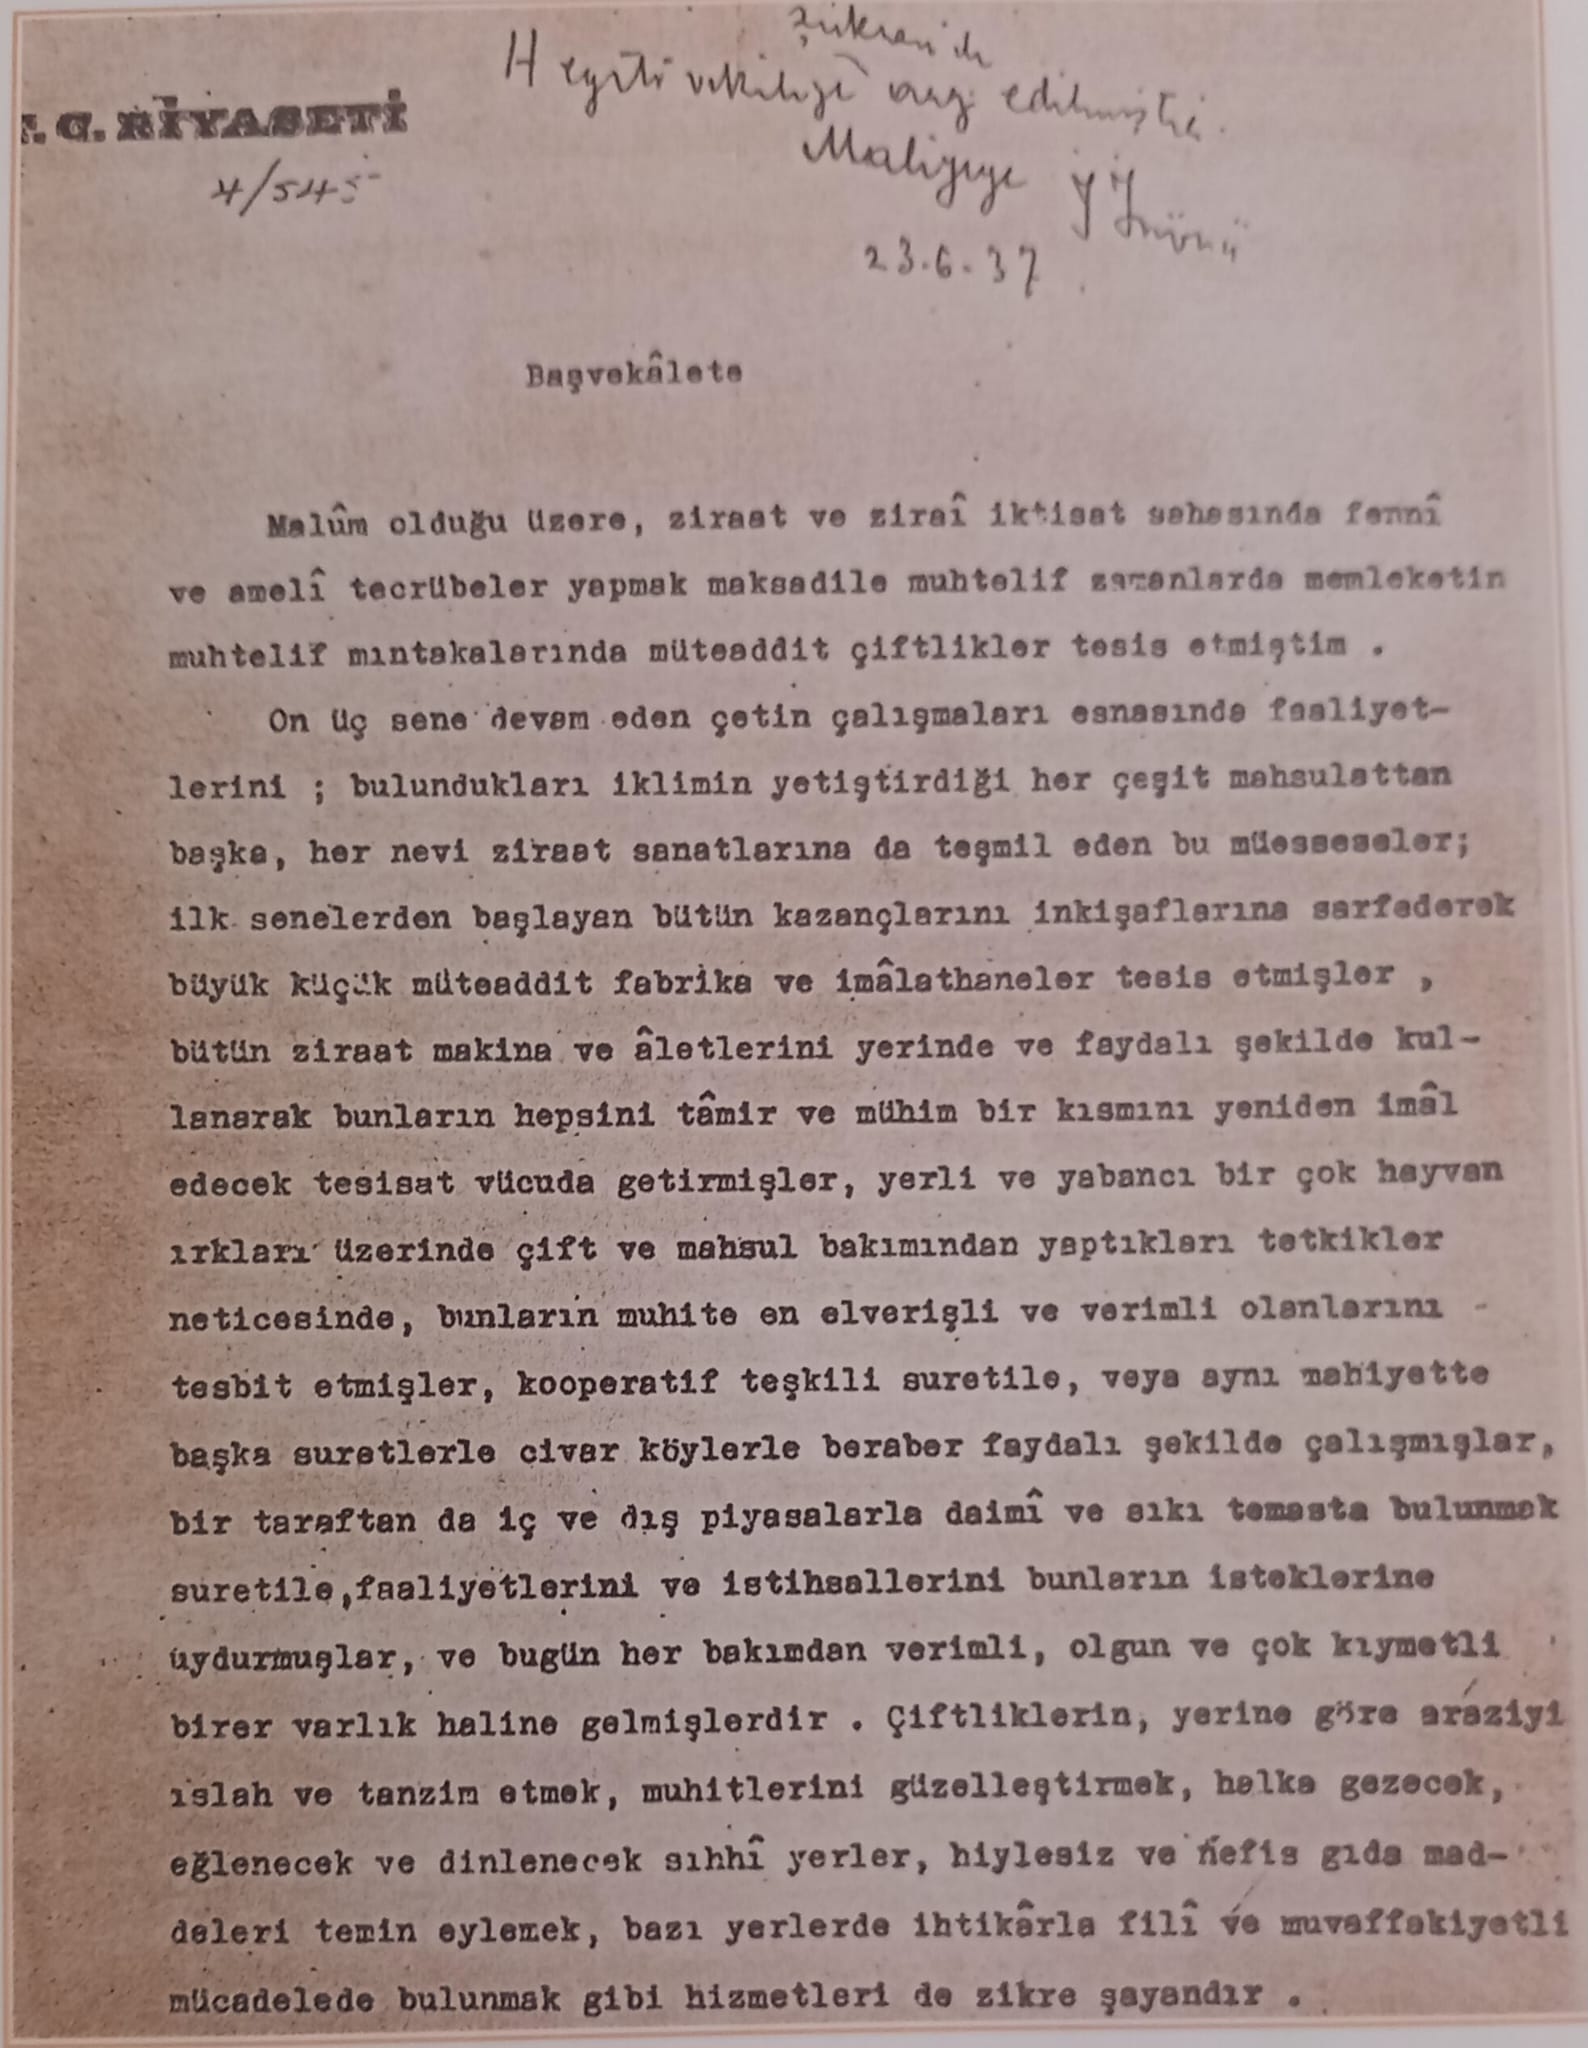 şükranla
Heyeti vekileye arz edilmiştir.
T. C. RİYASETİ
Maliyeye İ İnönü
4/545
23.6.37
Başvekâlete
Malûm olduğu üzere, ziraat ve ziraî iktisat sahasında fennî
ve amelî tecrübeler yapmak maksadile muhtelif zamanlarda memleketin
muhtelif mıntakalarında müteaddit çiftlikler tesis etmiştim .
On üç sene devam eden çetin çalışmaları esnasında faaliyet-
lerini ; bulundukları iklimin yetiştirdiği her çeşit mahsulattan
başka, her nevi ziraat sanatlarına da teşmil eden bu müesseseler;
ilk senelerden başlayan bütün kazançlarını inkişaflarına sarfederek
büyük küçük müteaddit fabrika ve imâlathaneler tesis etmişler ,
bütün ziraat makina ve âletlerini yerinde ve faydalı şekilde kul-
lanarak bunların hepsini tâmir ve mühim bir kısmını yeniden imâl
edecek tesisat vücuda getirmişler, yerli ve yabancı bir çok hayvan
ırkları üzerinde çift ve mahsul bakımından yaptıkları tetkikler
neticesinde, bunların muhite en elverişli ve verimli olanlarını
tesbit etmişler, kooperatif teşkili suretile, veya aynı mahiyette
başka suretlerle civar köylerle beraber faydalı şekilde çalışmışlar,
bir taraftan da iç ve dış piyasalarla daimî ve sıkı temasta bulunmak
suretile,faaliyetlerini ve istihsallerini bunların isteklerine
uydurmuşlar, ve bugün her bakımdan verimli, olgun ve çok kıymetli
birer varlık haline gelmişlerdir . Çiftliklerin, yerine göre araziyi
ıslah ve tanzim etmek, muhitlerini güzelleştirmek, halka gezecek,
eğlenecek ve dinlenecek sıhhî yerler, hiylesiz ve nefis gıda mad-
deleri temin eylemek, bazı yerlerde ihtikârla filî ve muvaffakiyetli
mücadelede bulunmak gibi hizmetleri de zikre şayandır .